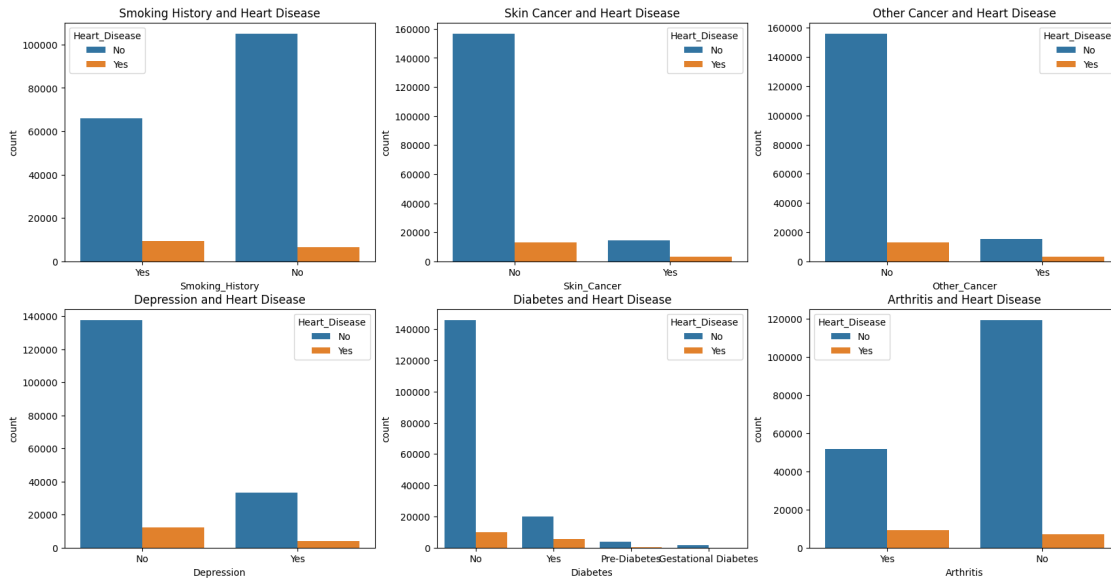 Smoking History and Heart Disease
Heart_Disease
No
Yes
100000
80000
60000
40000
20000
0
count
Yes
No
Smoking_History
Skin Cancer and Heart Disease
Heart_Disease
No
Yes
160000
140000
120000
100000
80000
60000
40000
20000
0
count
No
Yes
Skin_Cancer
Other Cancer and Heart Disease
Heart_Disease
No
Yes
160000
140000
120000
100000
80000
60000
40000
20000
0
count
No
Yes
Other_Cancer
Depression and Heart Disease
Heart_Disease
No
Yes
140000
120000
100000
80000
60000
40000
20000
0
count
No
Yes
Depression
Diabetes and Heart Disease
Heart_Disease
No
Yes
140000
120000
100000
80000
60000
40000
20000
0
count
No
Yes
Pre-Diabetes
Gestational Diabetes
Diabetes
Arthritis and Heart Disease
Heart_Disease
No
Yes
120000
100000
80000
60000
40000
20000
0
count
Yes
No
Arthritis